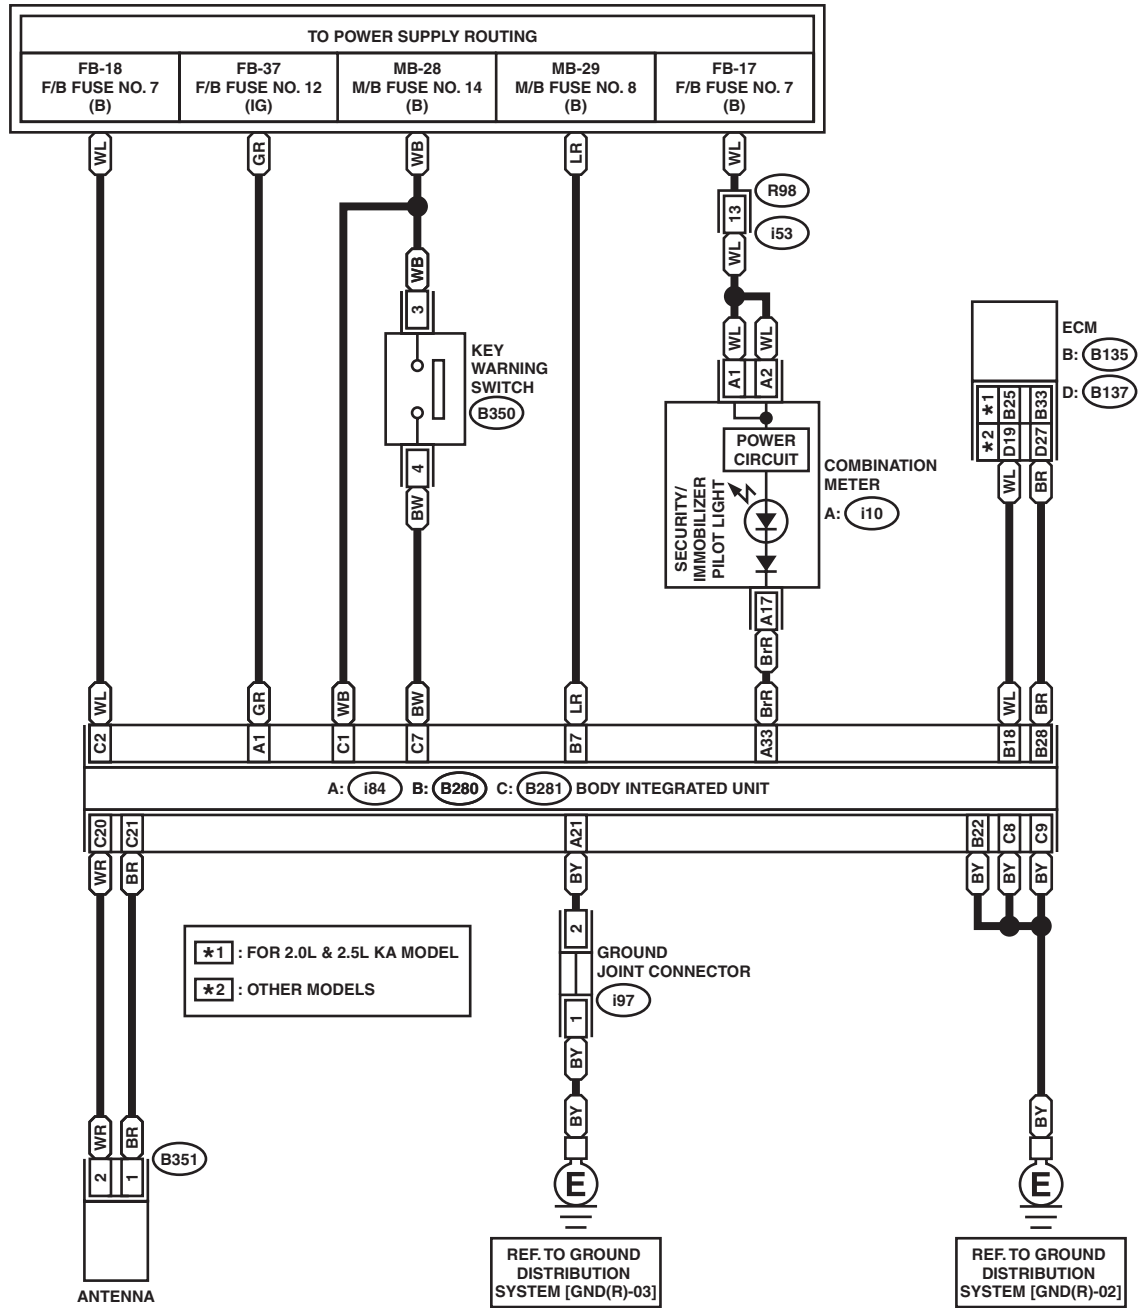 TO POWER SUPPLY ROUTING
FB-18
F/B FUSE NO. 7
(B)
FB-37
F/B FUSE NO. 12
(IG)
MB-28
M/B FUSE NO. 14
(B)
MB-29
M/B FUSE NO. 8
(B)
FB-17
F/B FUSE NO. 7
(B)
WL
GR
WB
LR
WL
13
R98
i53
WL
WB
3
KEY
WARNING
SWITCH
B350
4
BW
WL
WL
A1
A2
POWER
CIRCUIT
SECURITY/
IMMOBILIZER
PILOT LIGHT
COMBINATION
METER
A: i10
A17
BrR
ECM
B: B135
D: B137
*1 B25 B33
*2 D19 D27
WL
BR
WL
GR
WB
BW
LR
BrR
WL
BR
C2
A1
C1
C7
B7
A33
B18
B28
A: i84 B: B280 C: B281 BODY INTEGRATED UNIT
C20
C21
A21
B22
C8
C9
WR
BR
BY
BY
BY
BY
2
GROUND
JOINT CONNECTOR
i97
1
BY
BY
*1 : FOR 2.0L & 2.5L KA MODEL
*2 : OTHER MODELS
WR
BR
B351
2
1
ANTENNA
BY
E
REF. TO GROUND
DISTRIBUTION
SYSTEM [GND(R)-03]
E
REF. TO GROUND
DISTRIBUTION
SYSTEM [GND(R)-02]